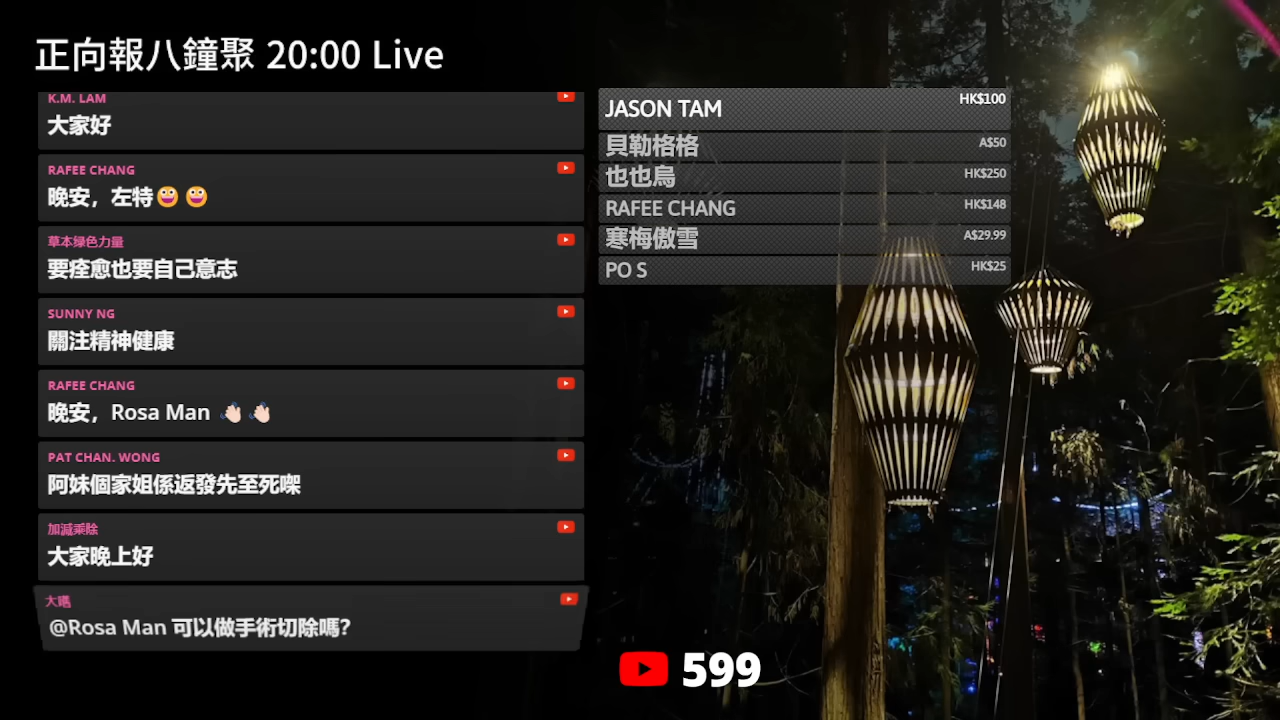 正向報八鐘聚 20:00 Live
K.M. LAM
大家好
RAFEE CHANG
晚安，左特
草本绿色力量
要痊愈也要自己意志
SUNNY NG
關注精神健康
RAFEE CHANG
晚安，Rosa Man
PAT CHAN. WONG
阿妹個家姐係返發先至死㗎
加減乘除
大家晚上好
@Rosa Man 可以做手術切除嗎?
JASON TAM HK$100
貝勒格格 A$50
也也烏 HK$250
RAFEE CHANG HK$148
寒梅傲雪 A$29.99
PO S HK$25
599